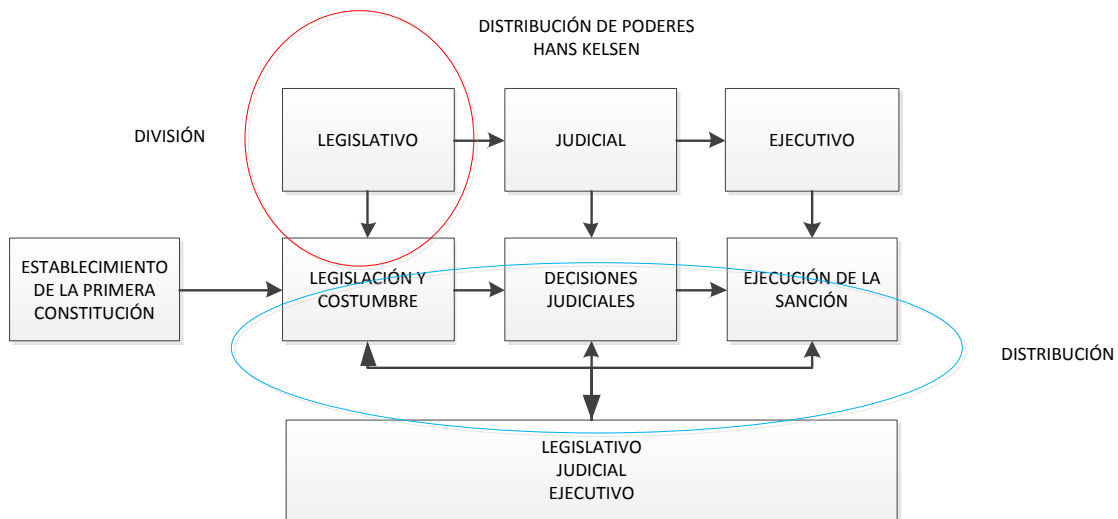 DISTRIBUCIÓN DE PODERES
HANS KELSEN
DIVISIÓN
LEGISLATIVO
JUDICIAL
EJECUTIVO
ESTABLECIMIENTO
DE LA PRIMERA
CONSTITUCIÓN
LEGISLACIÓN Y
COSTUMBRE
DECISIONES
JUDICIALES
EJECUCIÓN DE LA
SANCIÓN
DISTRIBUCIÓN
LEGISLATIVO
JUDICIAL
EJECUTIVO